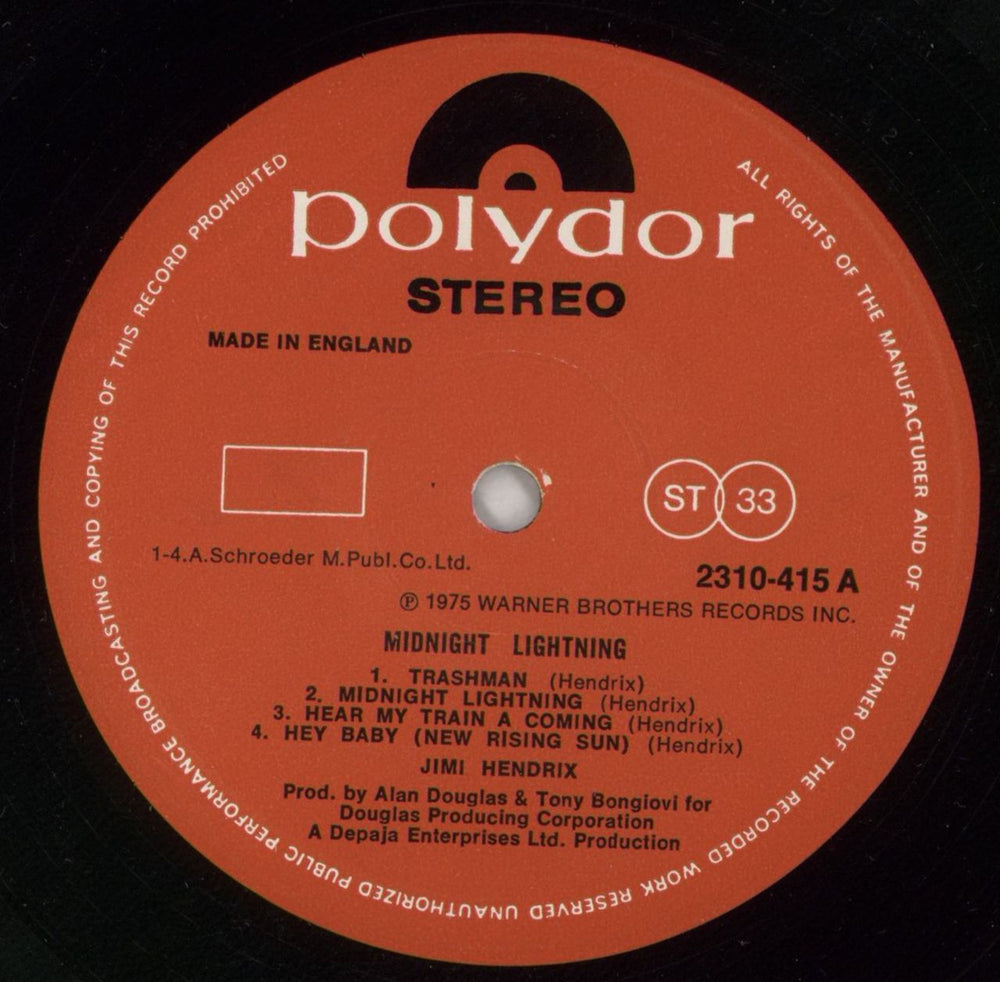 polydor
STEREO
MADE IN ENGLAND
ST 33
1-4.A.Schroeder M.Publ.Co.Ltd.
2310-415 A
℗ 1975 WARNER BROTHERS RECORDS INC.
MIDNIGHT LIGHTNING
1. TRASHMAN (Hendrix)
2. MIDNIGHT LIGHTNING (Hendrix)
3. HEAR MY TRAIN A COMING (Hendrix)
4. HEY BABY (NEW RISING SUN) (Hendrix)
JIMI HENDRIX
Prod. by Alan Douglas & Tony Bongiovi for
Douglas Producing Corporation
A Depaja Enterprises Ltd. Production
ALL RIGHTS OF THE MANUFACTURER AND OF THE OWNER OF THE RECORDED WORK RESERVED UNAUTHORIZED PUBLIC PERFORMANCE BROADCASTING AND COPYING OF THIS RECORD PROHIBITED